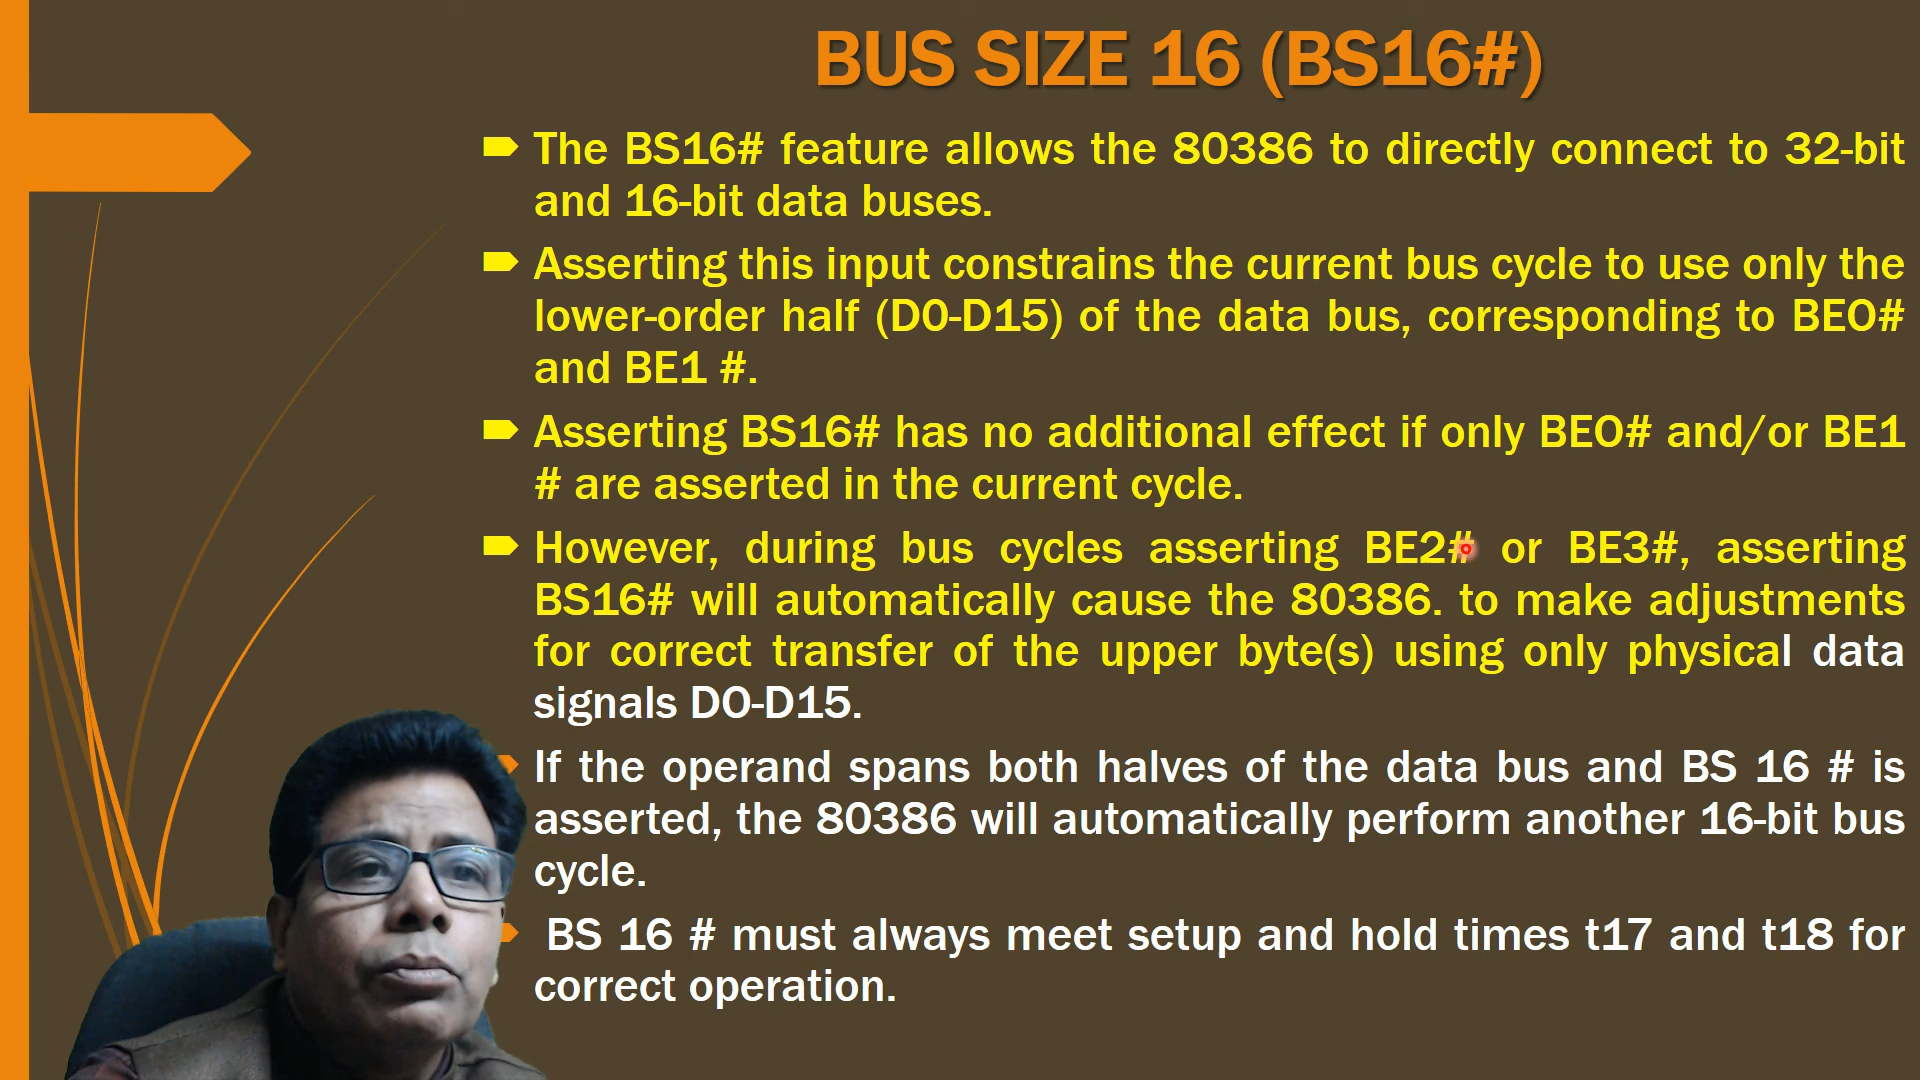 BUS SIZE 16 (BS16#)
The BS16# feature allows the 80386 to directly connect to 32-bit
and 16-bit data buses.
Asserting this input constrains the current bus cycle to use only the
lower-order half (D0-D15) of the data bus, corresponding to BEO#
and BE1 #.
Asserting BS16# has no additional effect if only BEO# and/or BE1
# are asserted in the current cycle.
However, during bus cycles asserting BE2# or BE3#, asserting
BS16# will automatically cause the 80386. to make adjustments
for correct transfer of the upper byte(s) using only physical data
signals DO-D15.
If the operand spans both halves of the data bus and BS 16 # is
asserted, the 80386 will automatically perform another 16-bit bus
cycle.
BS 16 # must always meet setup and hold times t17 and t18 for
correct operation.